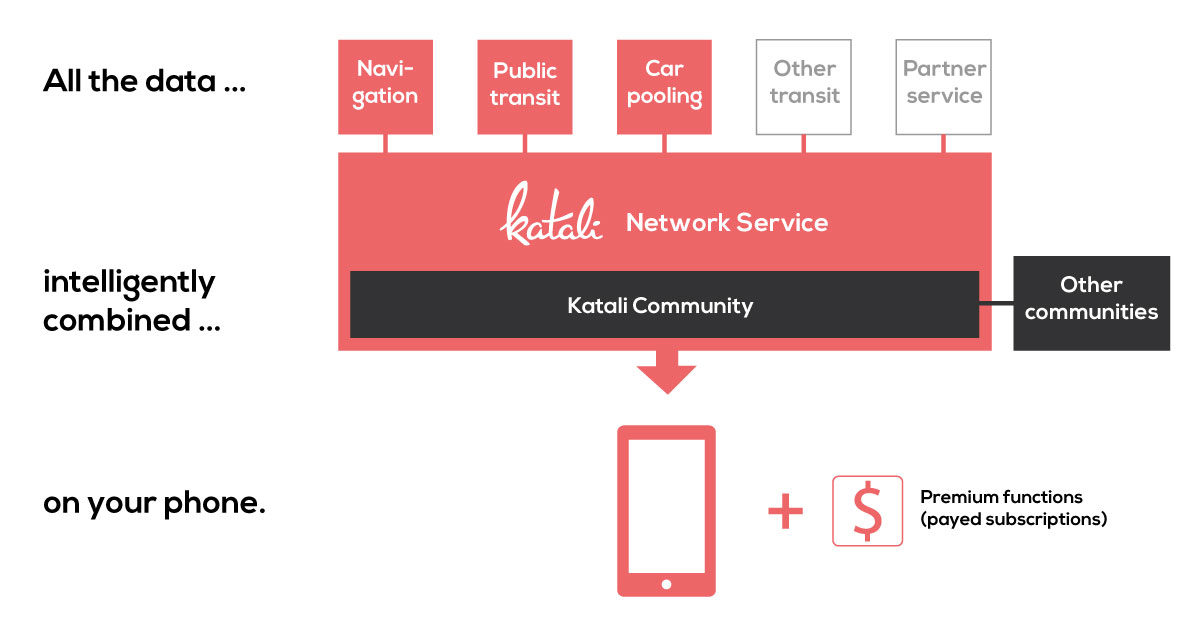 All the data ...
Navi-
gation
Public
transit
Car
pooling
Other
transit
Partner
service
katali Network Service
intelligently
combined ...
Katali Community
Other
communities
on your phone.
+
$
Premium functions
(payed subscriptions)